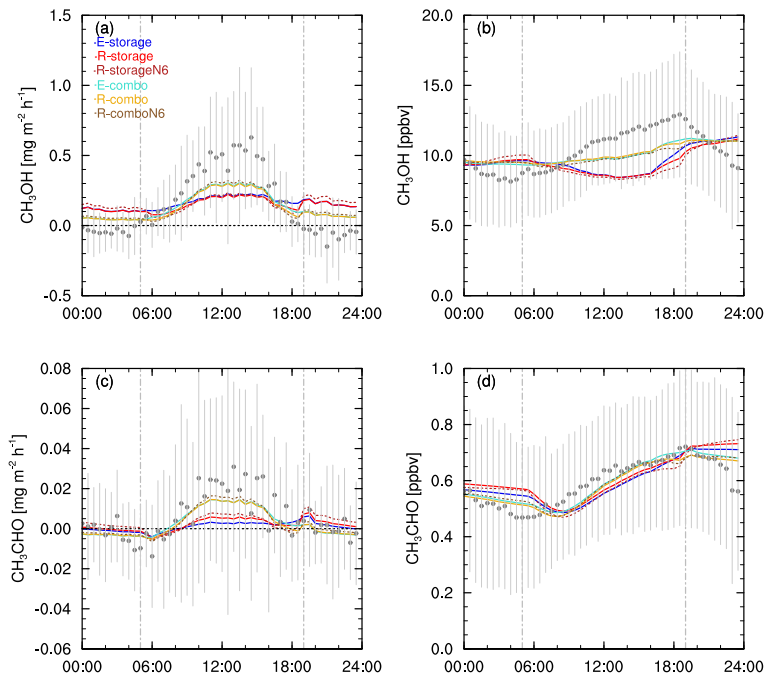 (a)
E-storage
R-storage
R-storageN6
E-combo
R-combo
R-comboN6
CH₃OH [mg m⁻² h⁻¹]
1.5
1.0
0.5
0.0
-0.5
00:00 06:00 12:00 18:00 24:00
(b)
CH₃OH [ppbv]
20.0
15.0
10.0
5.0
0.0
00:00 06:00 12:00 18:00 24:00
(c)
CH₃CHO [mg m⁻² h⁻¹]
0.08
0.06
0.04
0.02
0.00
-0.02
-0.04
-0.06
00:00 06:00 12:00 18:00 24:00
(d)
CH₃CHO [ppbv]
1.0
0.8
0.6
0.4
0.2
0.0
00:00 06:00 12:00 18:00 24:00